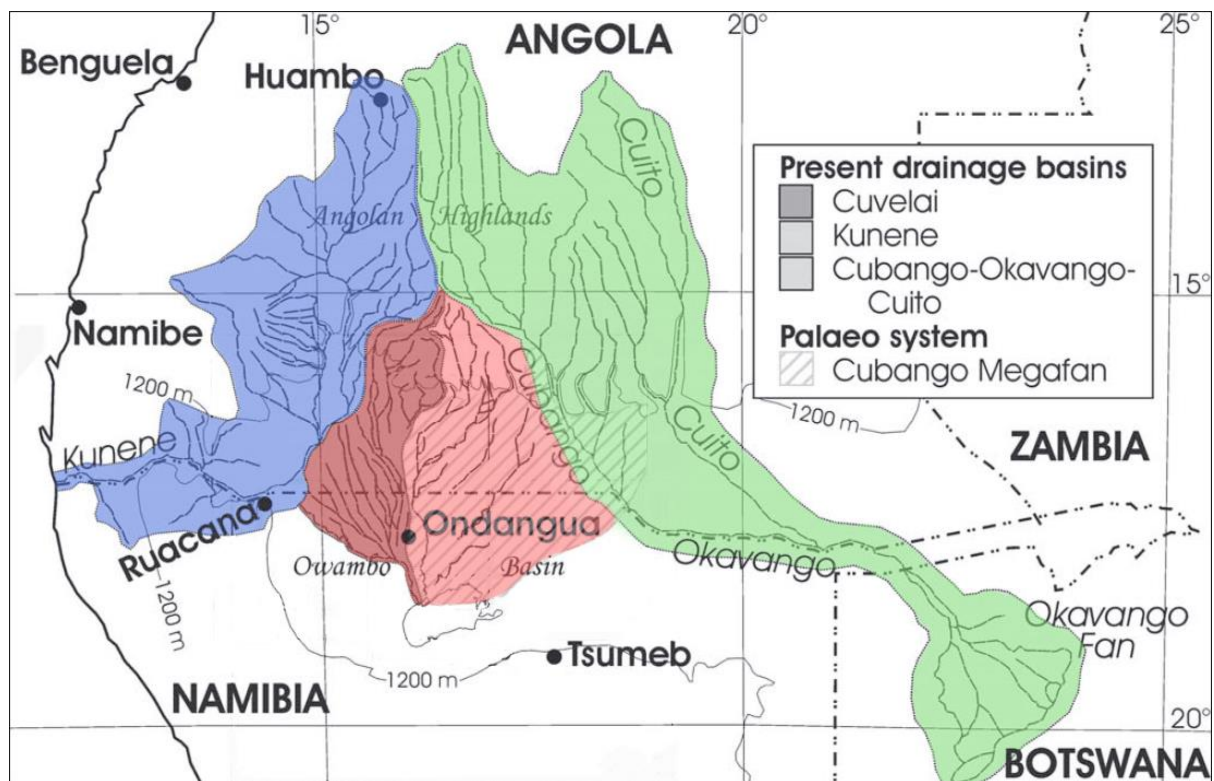 15°
20°
25°
ANGOLA
Benguela
Huambo
Cuito
Present drainage basins
Cuvelai
Kunene
Cubango-Okavango-
Cuito
Palaeo system
Cubango Megafan
Angolan
Highlands
15°
Namibe
1200 m
Cubango
1200 m
Kunene
Cuito
ZAMBIA
Ruacana
Ondangua
1200 m
Owambo
Basin
Okavango
Okavango
Fan
Tsumeb
1200 m
NAMIBIA
20°
BOTSWANA